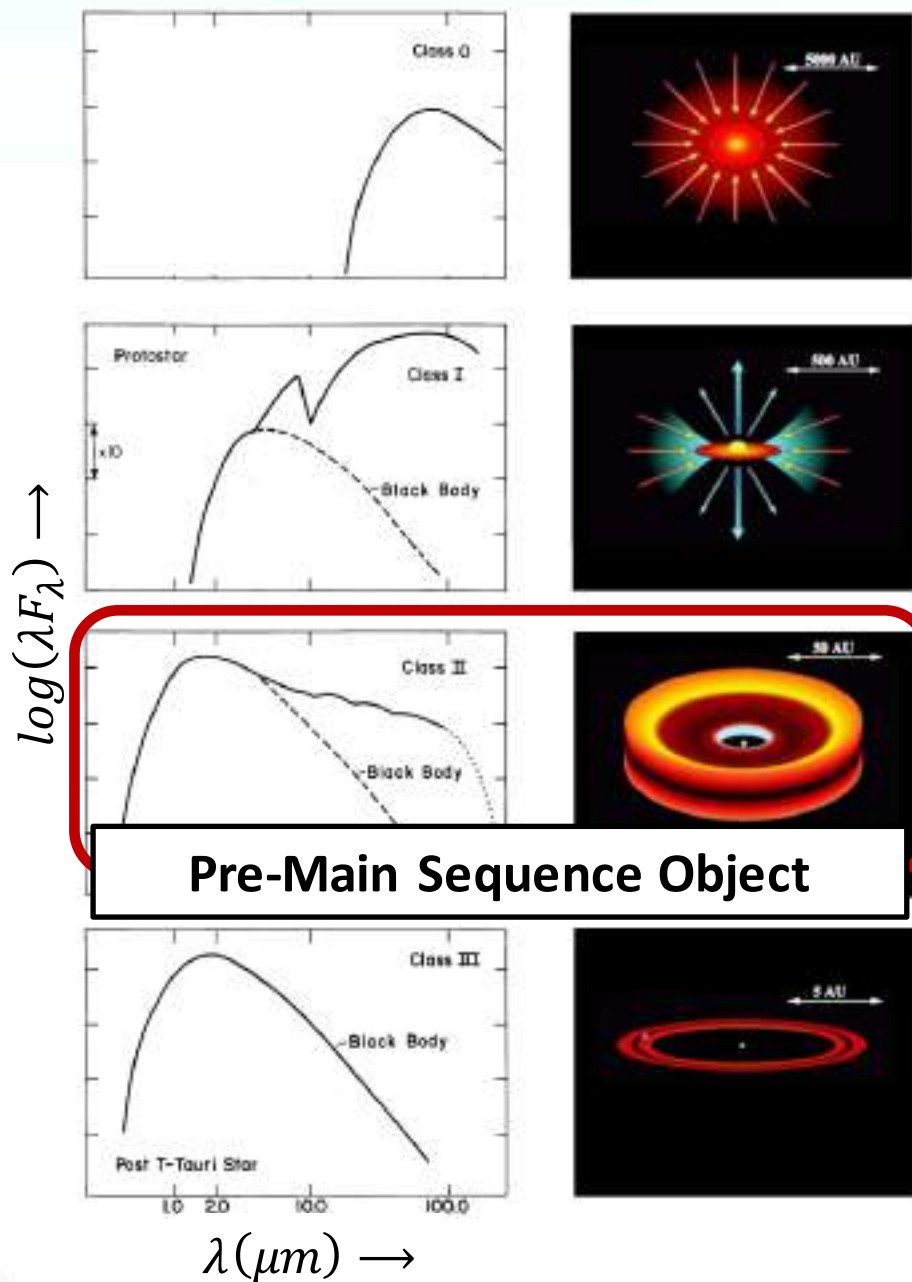 Class 0
5000 AU
Protostar
Class I
500 AU
×10
Black Body
log(λF_λ) →
Class II
50 AU
Black Body
Pre-Main Sequence Object
Class III
5 AU
Black Body
Post T-Tauri Star
1.0 2.0 10.0 100.0
λ(μm) →